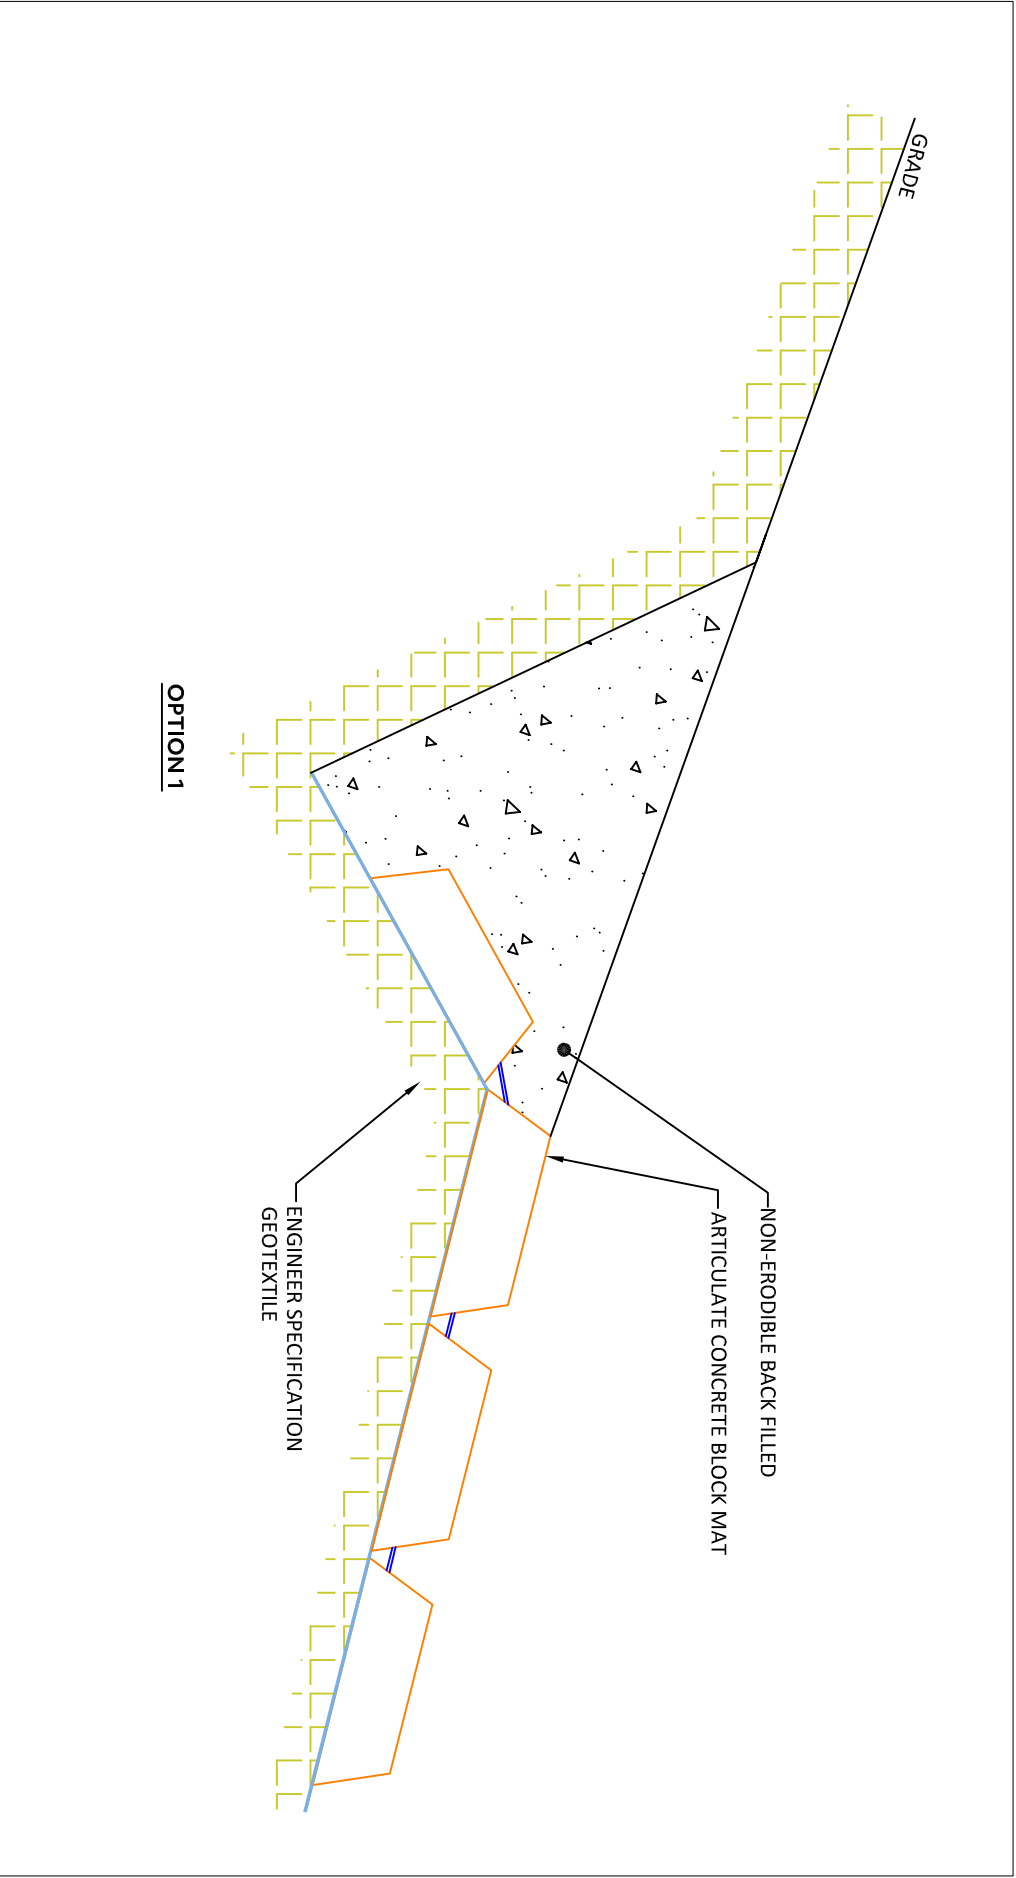 GRADE
NON-ERODIBLE BACK FILLED
ARTICULATE CONCRETE BLOCK MAT
ENGINEER SPECIFICATION
GEOTEXTILE
OPTION 1